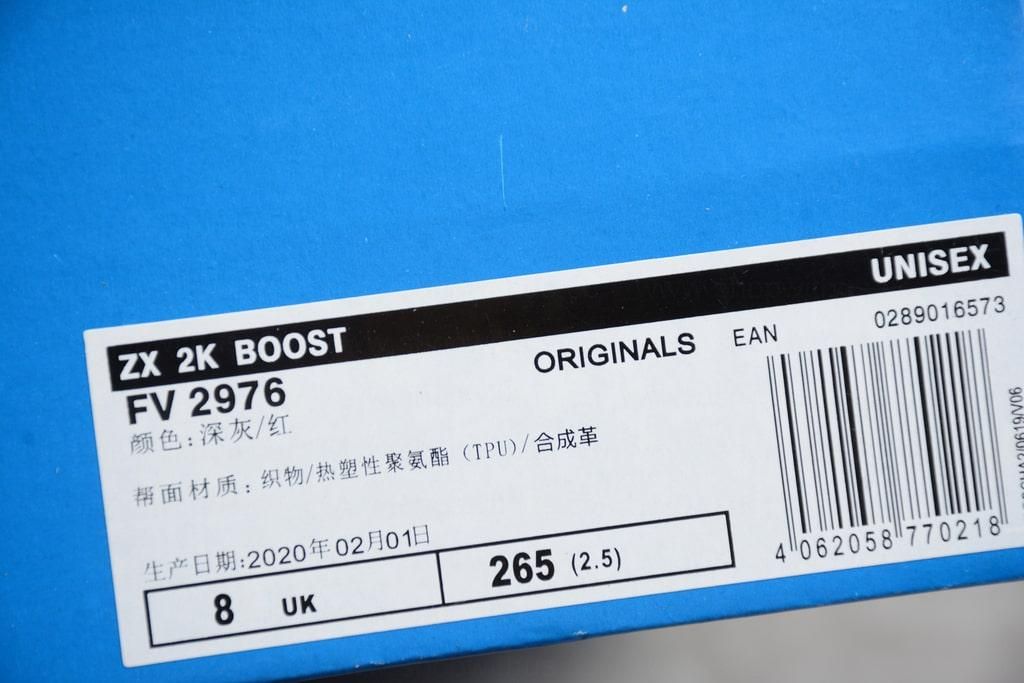 ZX 2K BOOST UNISEX
FV 2976 ORIGINALS EAN 0289016573
颜色:深灰/红
帮面材质:织物/热塑性聚氨酯(TPU)/合成革
生产日期:2020年02月01日
8 UK 265 (2.5)
4 062058 770218